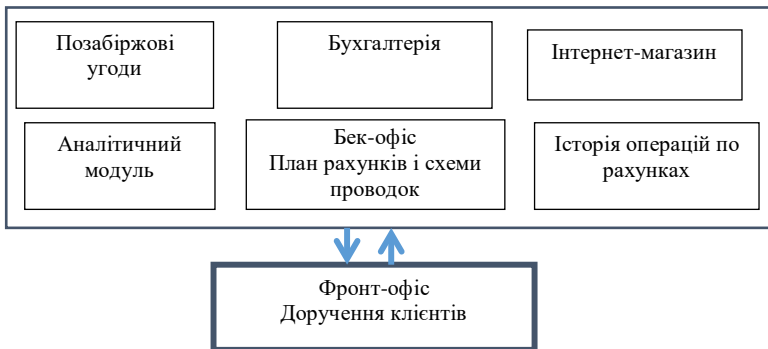 Позабіржові
угоди
Бухгалтерія
Інтернет-магазин
Аналітичний
модуль
Бек-офіс
План рахунків і схеми
проводок
Історія операцій по
рахунках
Фронт-офіс
Доручення клієнтів